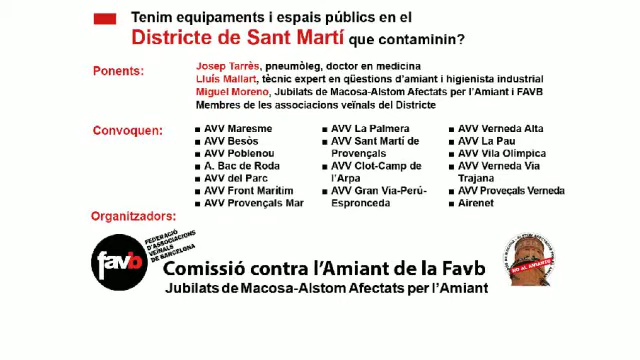 Tenim equipaments i espais públics en el
Districte de Sant Martí que contaminin?
Ponents:
Josep Tarrès, pneumòleg, doctor en medicina
Lluís Mallart, tècnic expert en qüestions d'amiant i higienista industrial
Miguel Moreno, Jubilats de Macosa-Alstom Afectats per l'Amiant i FAVB
Membres de les associacions veïnals del Districte
Convoquen:
■ AVV Maresme
■ AVV Besòs
■ AVV Poblenou
■ A. Bac de Roda
■ AVV del Parc
■ AVV Front Marítim
■ AVV Provençals Mar
■ AVV La Palmera
■ AVV Sant Martí de
Provençals
■ AVV Clot-Camp de
l'Arpa
■ AVV Gran Via-Perú-
Espronceda
■ AVV Verneda Alta
■ AVV La Pau
■ AVV Vila Olímpica
■ AVV Verneda Via
Trajana
■ AVV Proveçals Verneda
■ Airenet
Organitzadors:
favb
FEDERACIÓ
D'ASSOCIACIONS
VEÏNALS
DE BARCELONA
Comissió contra l'Amiant de la Favb
Jubilats de Macosa-Alstom Afectats per l'Amiant
NO AL AMIANTO